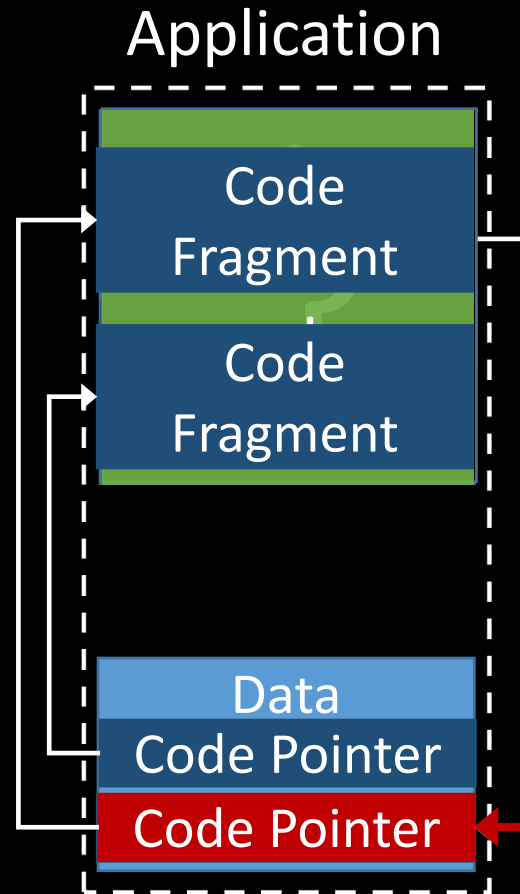 Application
Code
Fragment
Code
Fragment
Data
Code Pointer
Code Pointer